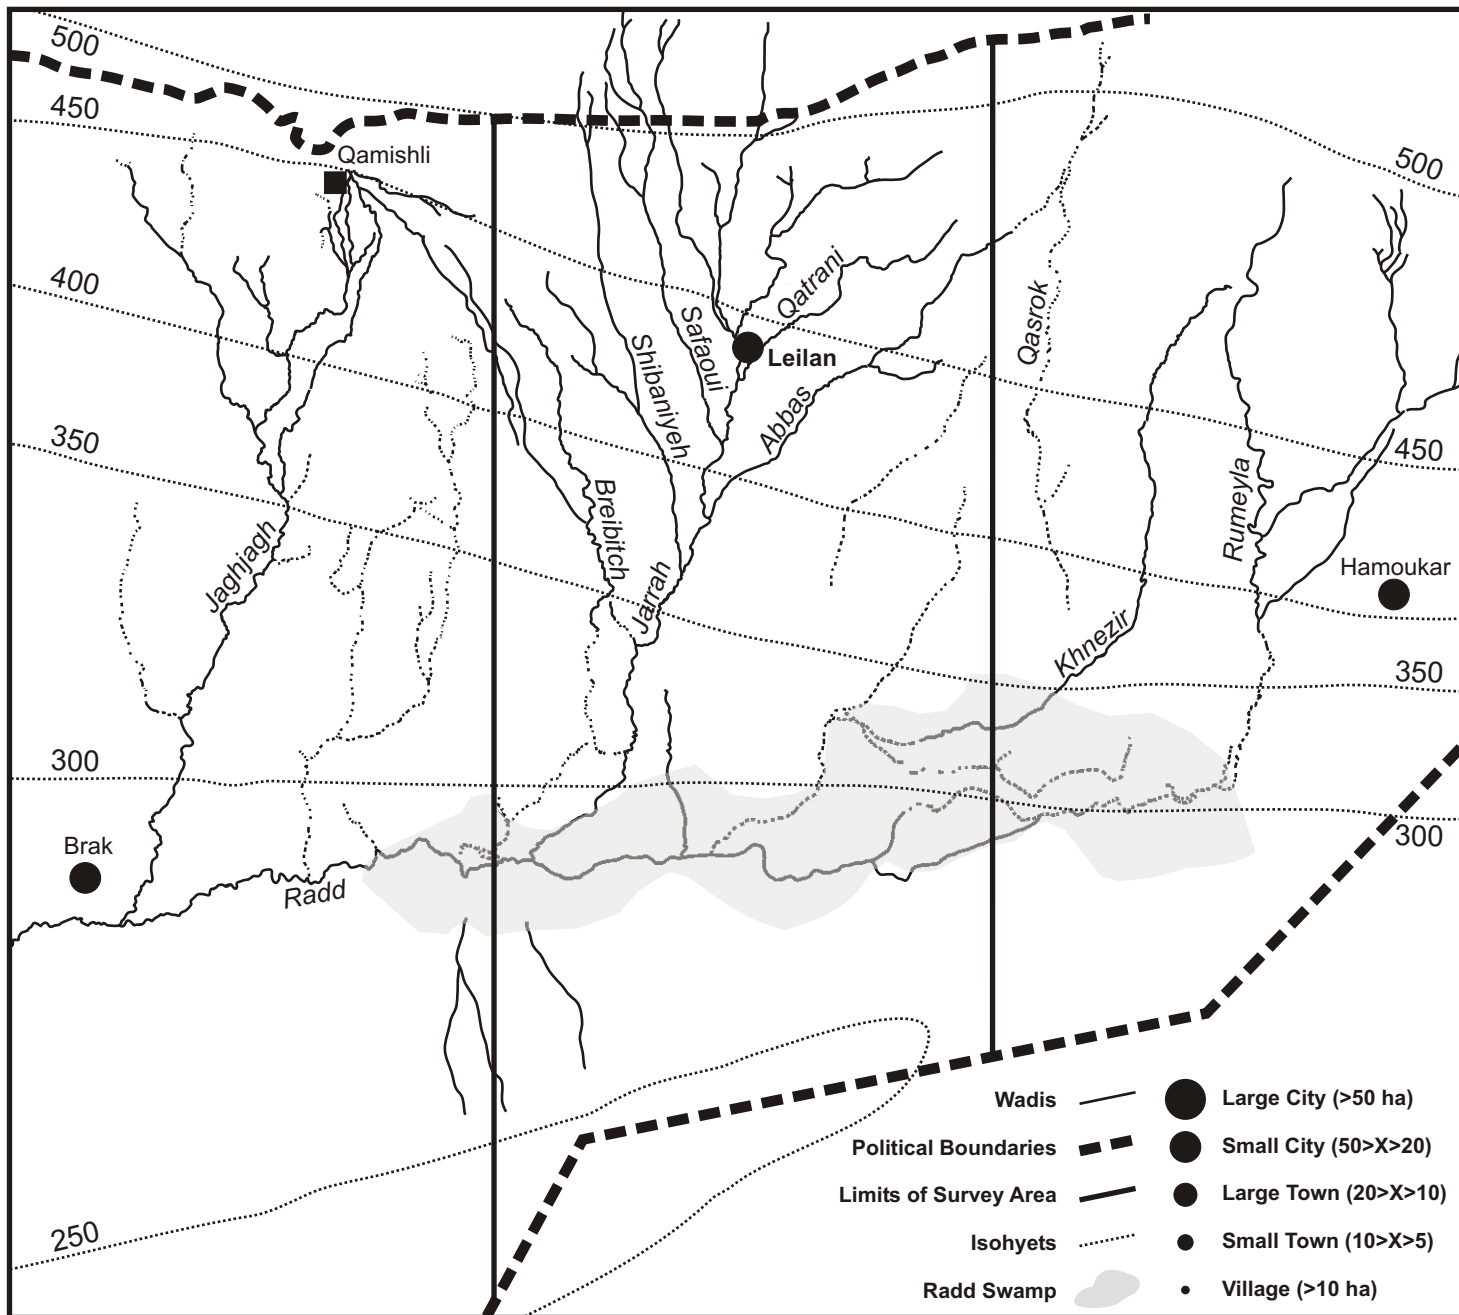 500
450
Qamishli
500
400
Qatrani
Qasrok
Safaoui
Shibaniyeh
Leilan
Abbas
350
450
Breibitch
Rumeyla
Jaghjagh
Jarrah
Hamoukar
Khnezir
350
300
300
Brak
Radd
250
Wadis
Large City (>50 ha)
Political Boundaries
Small City (50>X>20)
Limits of Survey Area
Large Town (20>X>10)
Isohyets
Small Town (10>X>5)
Radd Swamp
Village (>10 ha)